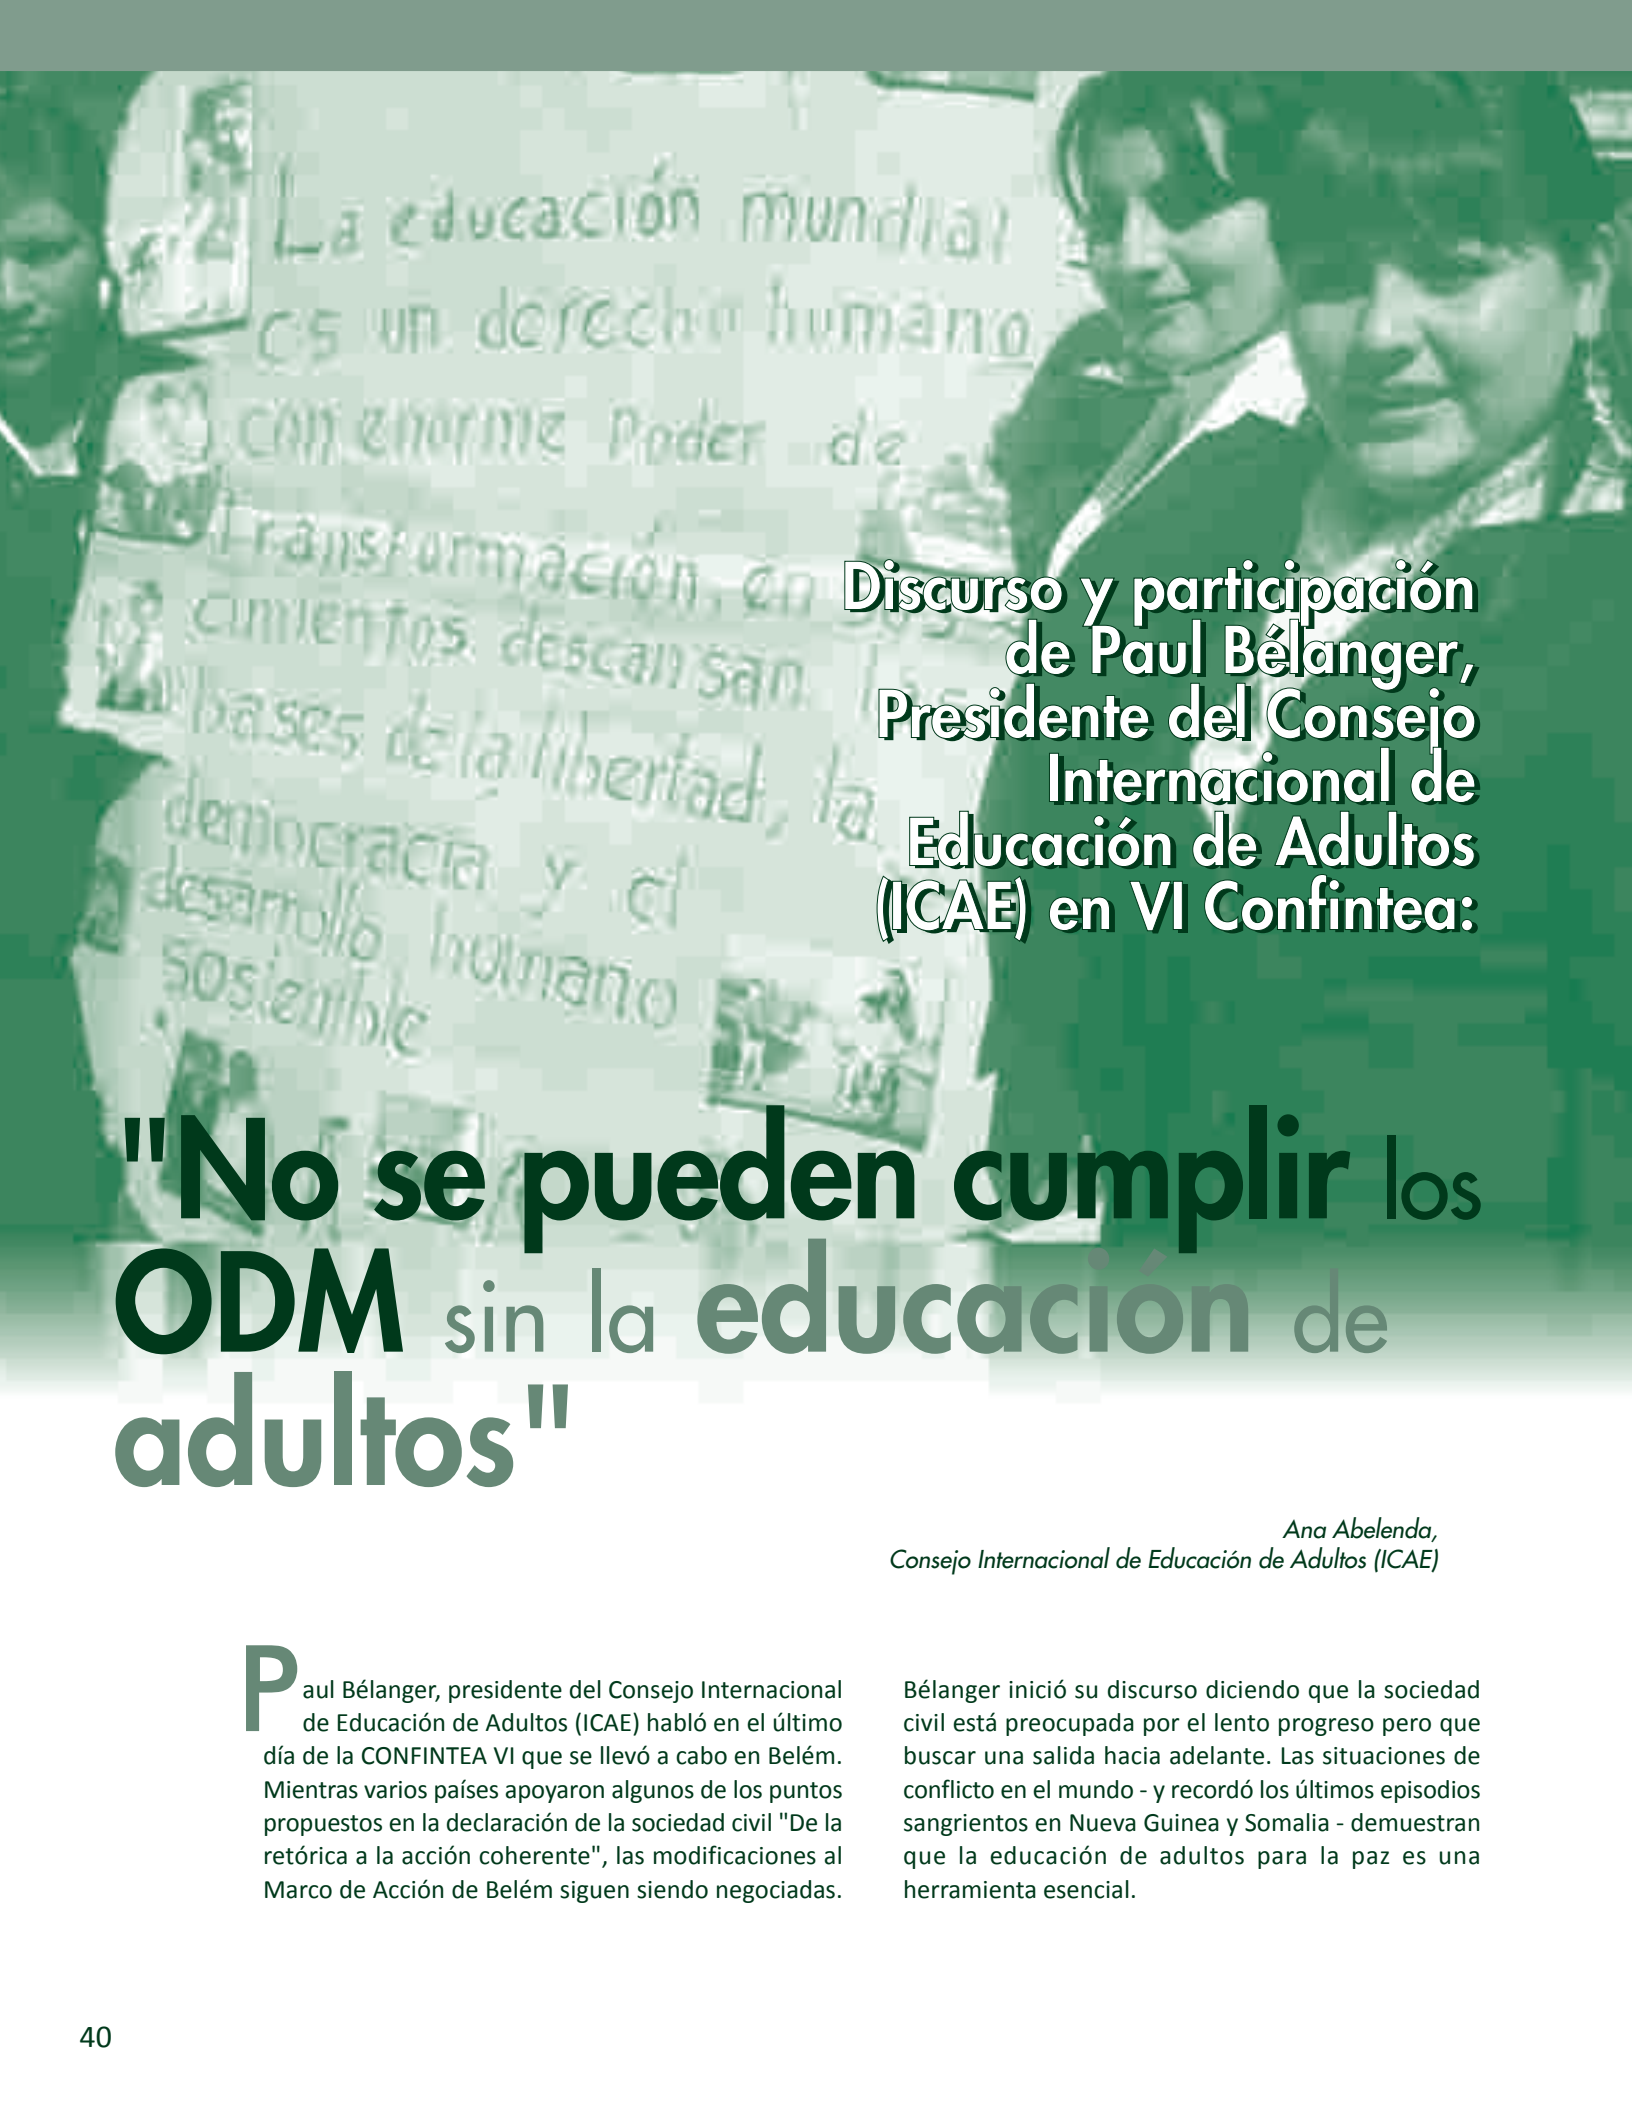 La educación mundial
es un derecho humano
con enorme poder de
transformación. en sus
cimientos descansan las
bases de la libertad, la
democracia y el
desarrollo humano
sostenible
Discurso y participación
de Paul Bélanger,
Presidente del Consejo
Internacional de
Educación de Adultos
(ICAE) en VI Confintea:
"No se pueden cumplir los
ODM sin la educación de
adultos"
Ana Abelenda,
Consejo Internacional de Educación de Adultos (ICAE)
Paul Bélanger, presidente del Consejo Internacional
de Educación de Adultos (ICAE) habló en el último
día de la CONFINTEA VI que se llevó a cabo en Belém.
Mientras varios países apoyaron algunos de los puntos
propuestos en la declaración de la sociedad civil "De la
retórica a la acción coherente", las modificaciones al
Marco de Acción de Belém siguen siendo negociadas.
Bélanger inició su discurso diciendo que la sociedad
civil está preocupada por el lento progreso pero que
buscar una salida hacia adelante. Las situaciones de
conflicto en el mundo - y recordó los últimos episodios
sangrientos en Nueva Guinea y Somalia - demuestran
que la educación de adultos para la paz es una
herramienta esencial.
40